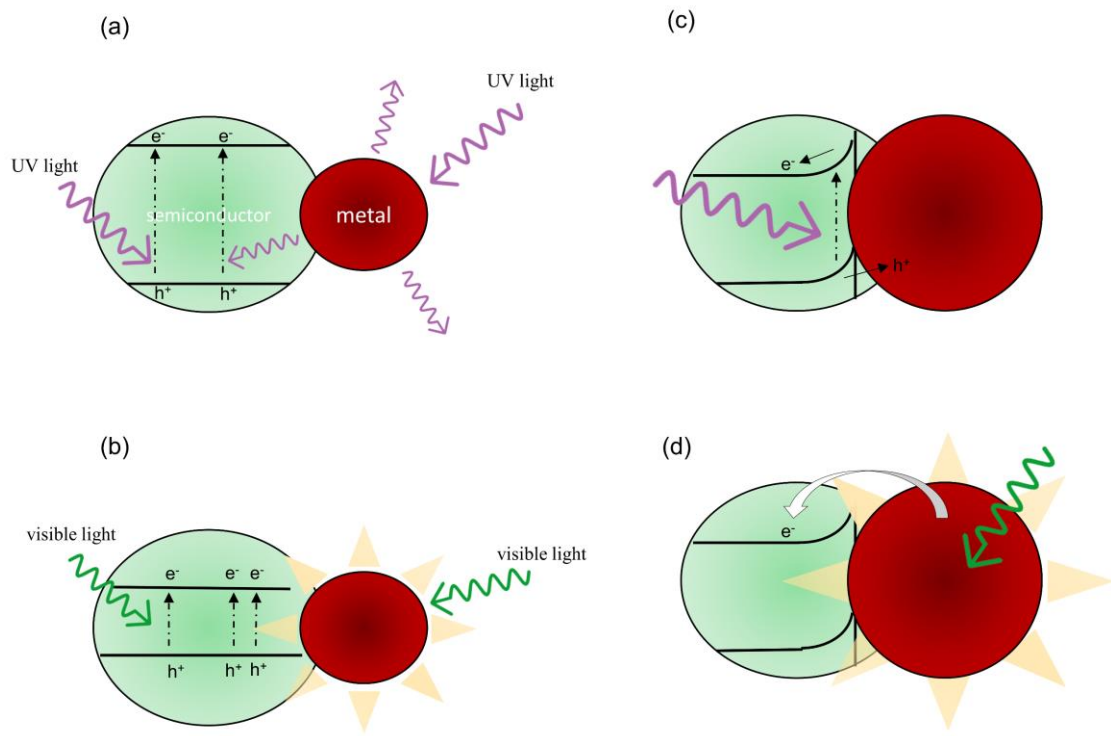 (a)
UV light
e-
e-
UV light
semiconductor
metal
h+
h+
(c)
e-
h+
(b)
visible light
e-
e-
e-
h+
h+
h+
visible light
(d)
e-